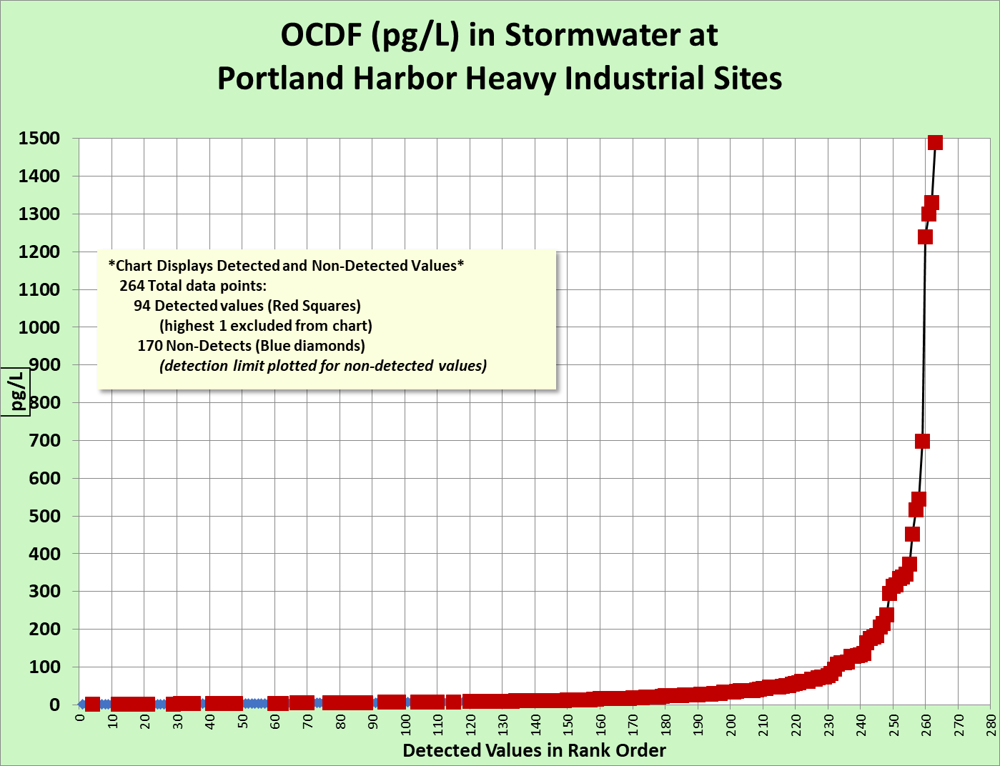 OCDF (pg/L) in Stormwater at
Portland Harbor Heavy Industrial Sites
1500
1400
1300
1200
1100
1000
900
800
700
600
500
400
300
200
100
0
pg/L
*Chart Displays Detected and Non-Detected Values*
264 Total data points:
94 Detected values (Red Squares)
(highest 1 excluded from chart)
170 Non-Detects (Blue diamonds)
(detection limit plotted for non-detected values)
0 10 20 30 40 50 60 70 80 90 100 110 120 130 140 150 160 170 180 190 200 210 220 230 240 250 260 270 280
Detected Values in Rank Order